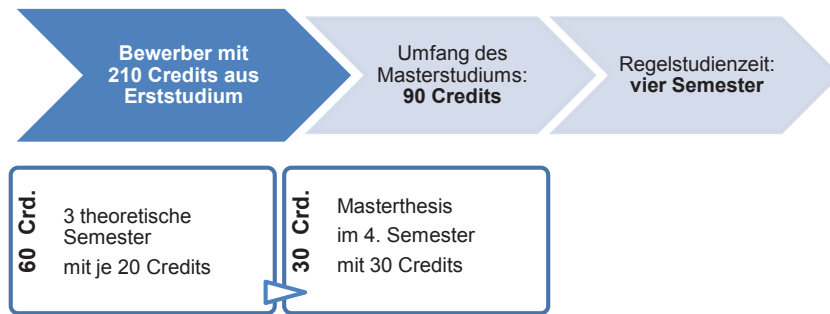 Bewerber mit
210 Credits aus
Erststudium
Umfang des
Masterstudiums:
90 Credits
Regelstudienzeit:
vier Semester
60 Crd.
3 theoretische
Semester
mit je 20 Credits
30 Crd.
Masterthesis
im 4. Semester
mit 30 Credits